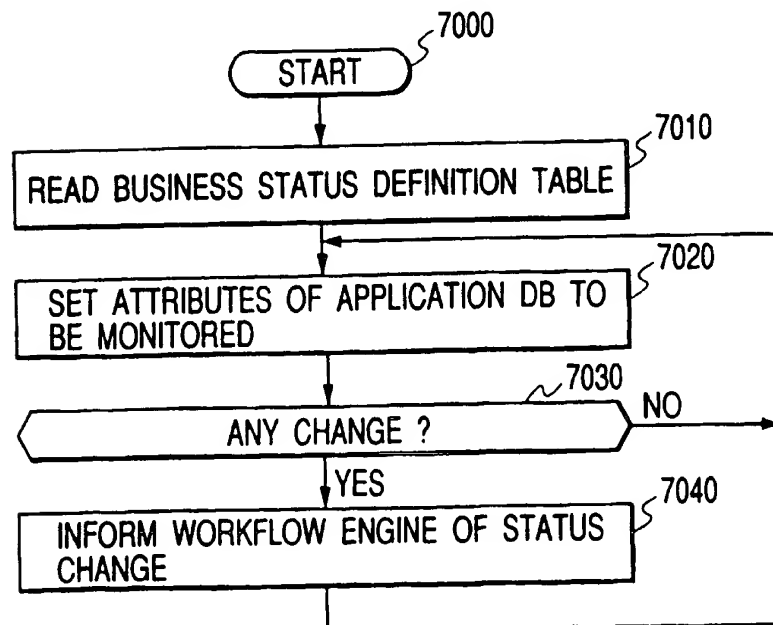 7000
START
7010
READ BUSINESS STATUS DEFINITION TABLE
7020
SET ATTRIBUTES OF APPLICATION DB TO
BE MONITORED
7030
ANY CHANGE ?
NO
YES
7040
INFORM WORKFLOW ENGINE OF STATUS
CHANGE